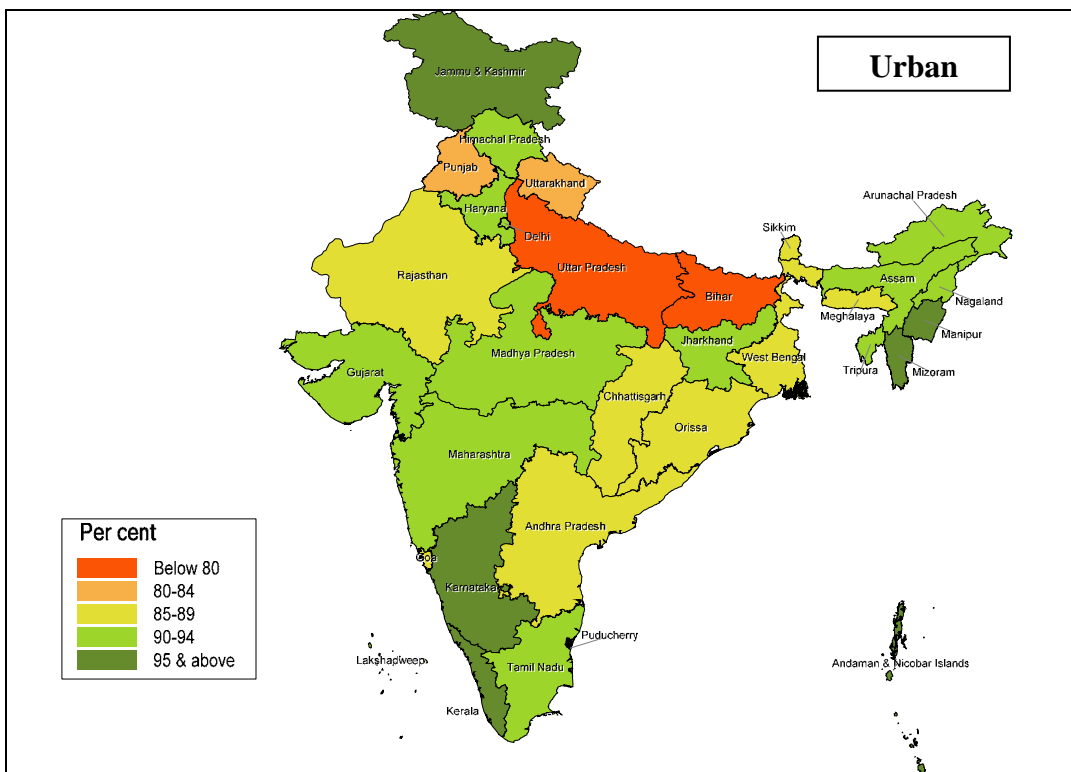 Urban
Jammu & Kashmir
Himachal Pradesh
Punjab
Uttarakhand
Haryana
Arunachal Pradesh
Sikkim
Delhi
Uttar Pradesh
Rajasthan
Assam
Bihar
Nagaland
Meghalaya
Manipur
Jharkhand
Madhya Pradesh
West Bengal
Gujarat
Tripura
Mizoram
Chhattisgarh
Orissa
Maharashtra
Andhra Pradesh
Goa
Karnataka
Puducherry
Lakshadweep
Tamil Nadu
Andaman & Nicobar Islands
Kerala
Per cent
Below 80
80-84
85-89
90-94
95 & above